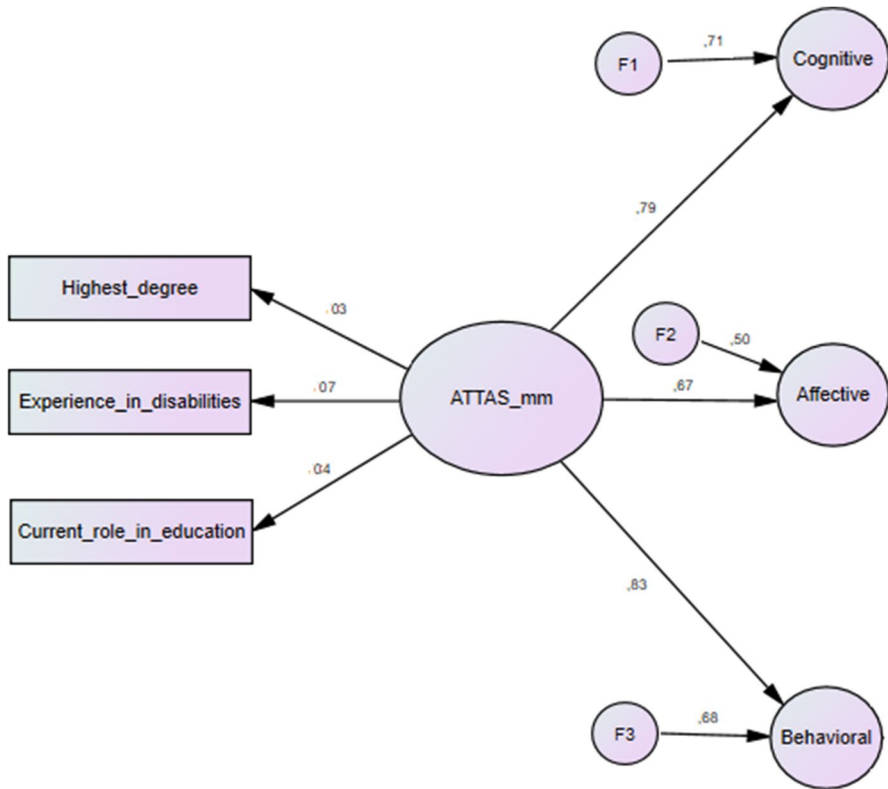 F1
,71
Cognitive
,79
Highest_degree
.03
F2
,50
Experience_in_disabilities
.07
ATTAS_mm
,67
Affective
Current_role_in_education
.04
,83
F3
,68
Behavioral